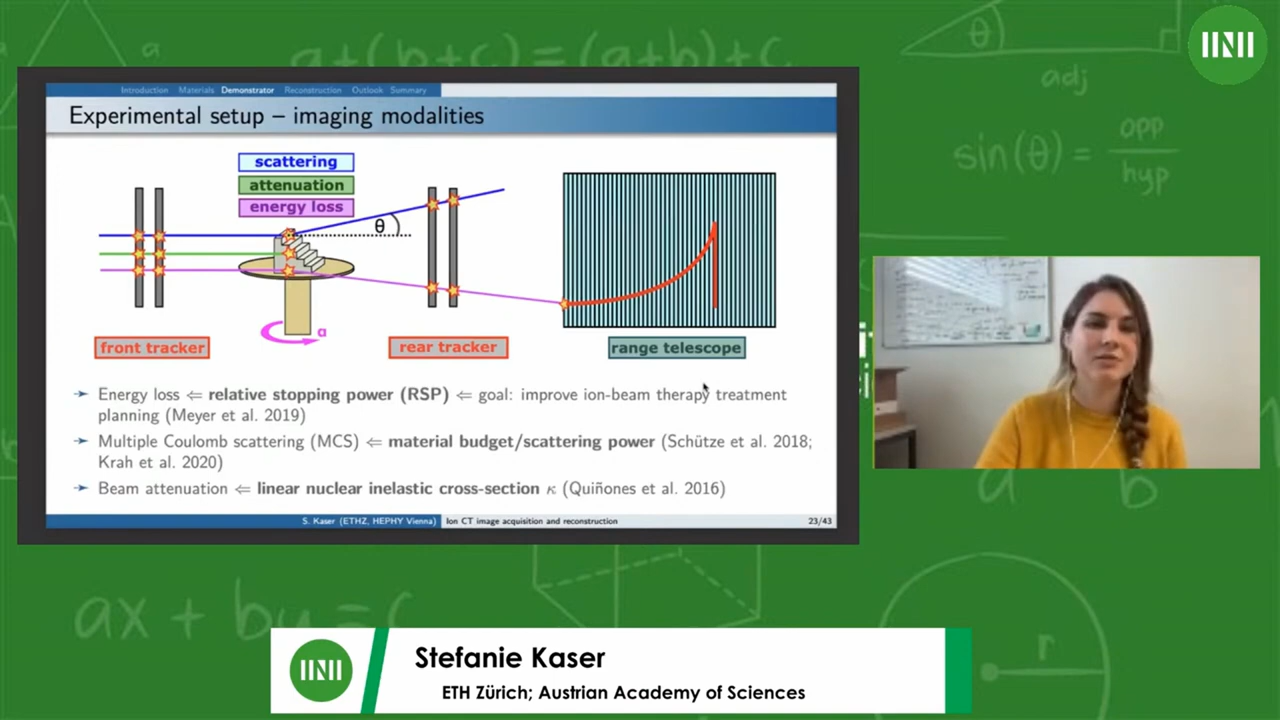 a+(b+c)=(a+b)+c
a
θ
adj
sin(θ) = opp
hyp
Introduction Materials Demonstrator Reconstruction Outlook Summary
Experimental setup – imaging modalities
scattering
attenuation
energy loss
θ
α
front tracker
rear tracker
range telescope
➢ Energy loss ⇐ relative stopping power (RSP) ⇐ goal: improve ion-beam therapy treatment
planning (Meyer et al. 2019)
➢ Multiple Coulomb scattering (MCS) ⇐ material budget/scattering power (Schütze et al. 2018;
Krah et al. 2020)
➢ Beam attenuation ⇐ linear nuclear inelastic cross-section κ (Quiñones et al. 2016)
S. Kaser (ETHZ, HEPHY Vienna) Ion CT image acquisition and reconstruction 23/43
a b
ax + by = c
r
Stefanie Kaser
ETH Zürich; Austrian Academy of Sciences